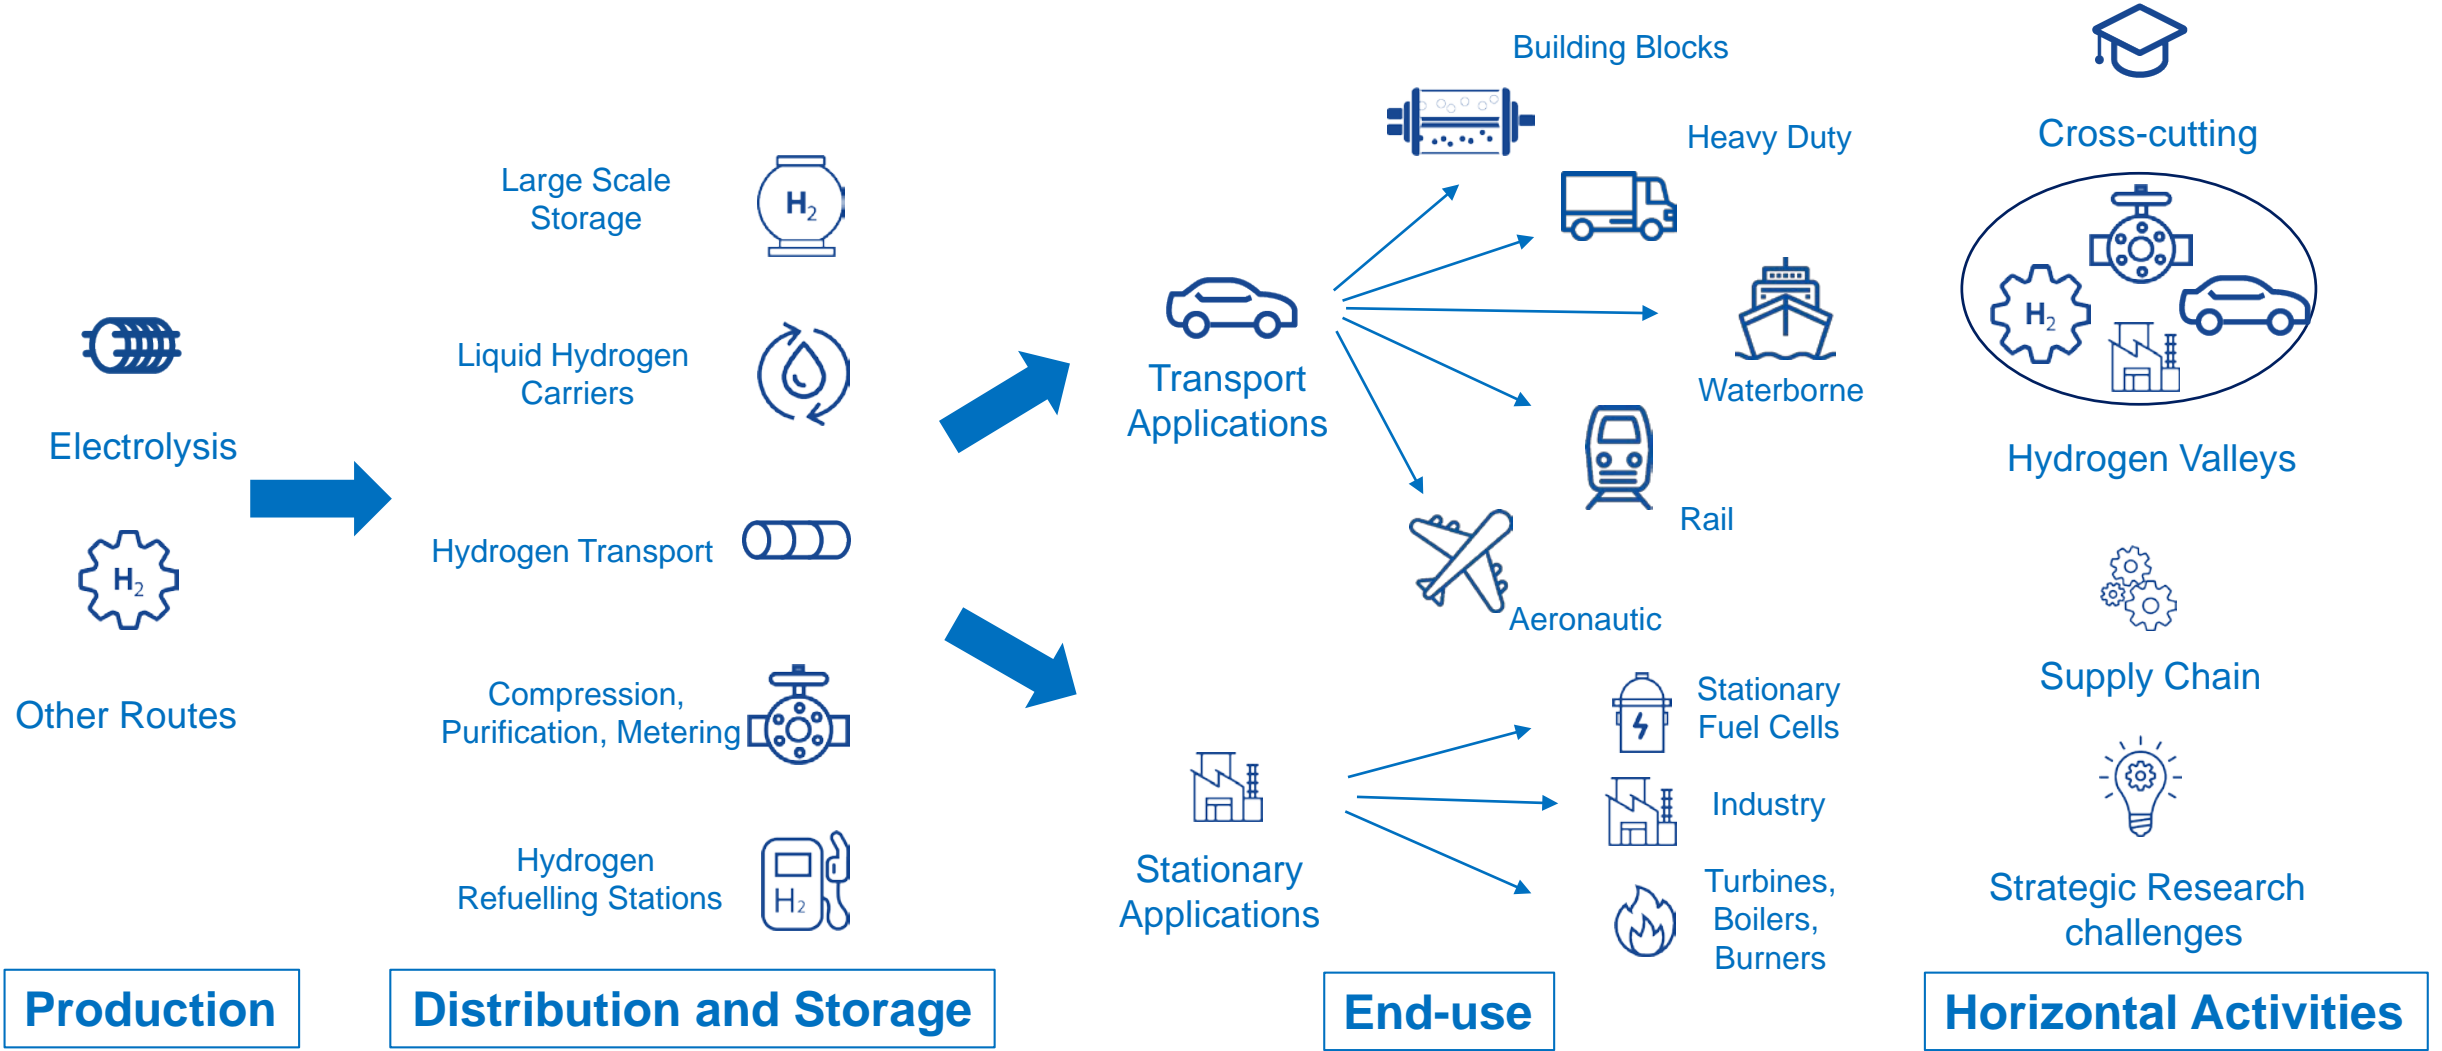 Electrolysis
H2
Other Routes
Production
Large Scale
Storage
H2
Liquid Hydrogen
Carriers
Hydrogen Transport
Compression,
Purification, Metering
Hydrogen
Refuelling Stations
H2
Distribution and Storage
Transport
Applications
Building Blocks
Heavy Duty
Waterborne
Rail
Aeronautic
Stationary
Applications
Stationary
Fuel Cells
Industry
Turbines,
Boilers,
Burners
End-use
Cross-cutting
H2
Hydrogen Valleys
Supply Chain
Strategic Research
challenges
Horizontal Activities